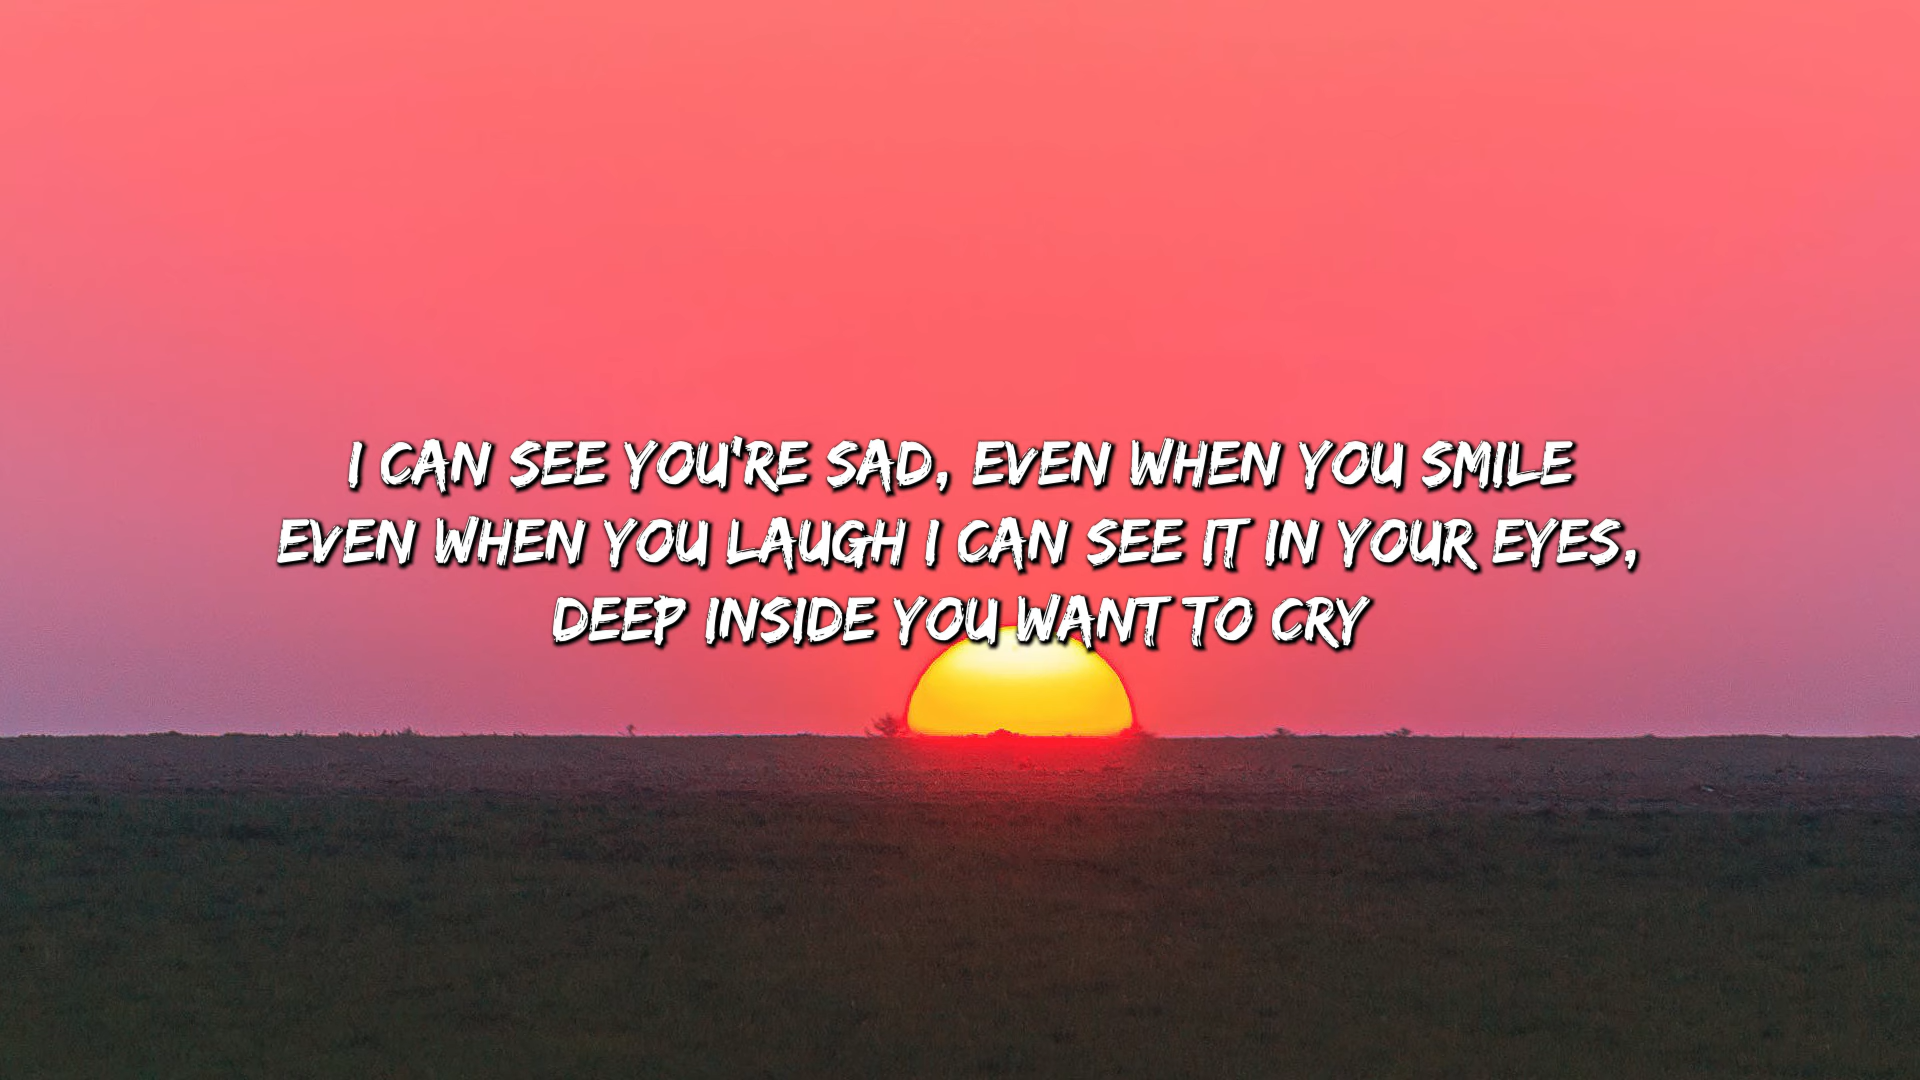 I CAN SEE YOU'RE SAD, EVEN WHEN YOU SMILE
EVEN WHEN YOU LAUGH I CAN SEE IT IN YOUR EYES,
DEEP INSIDE YOU WANT TO CRY